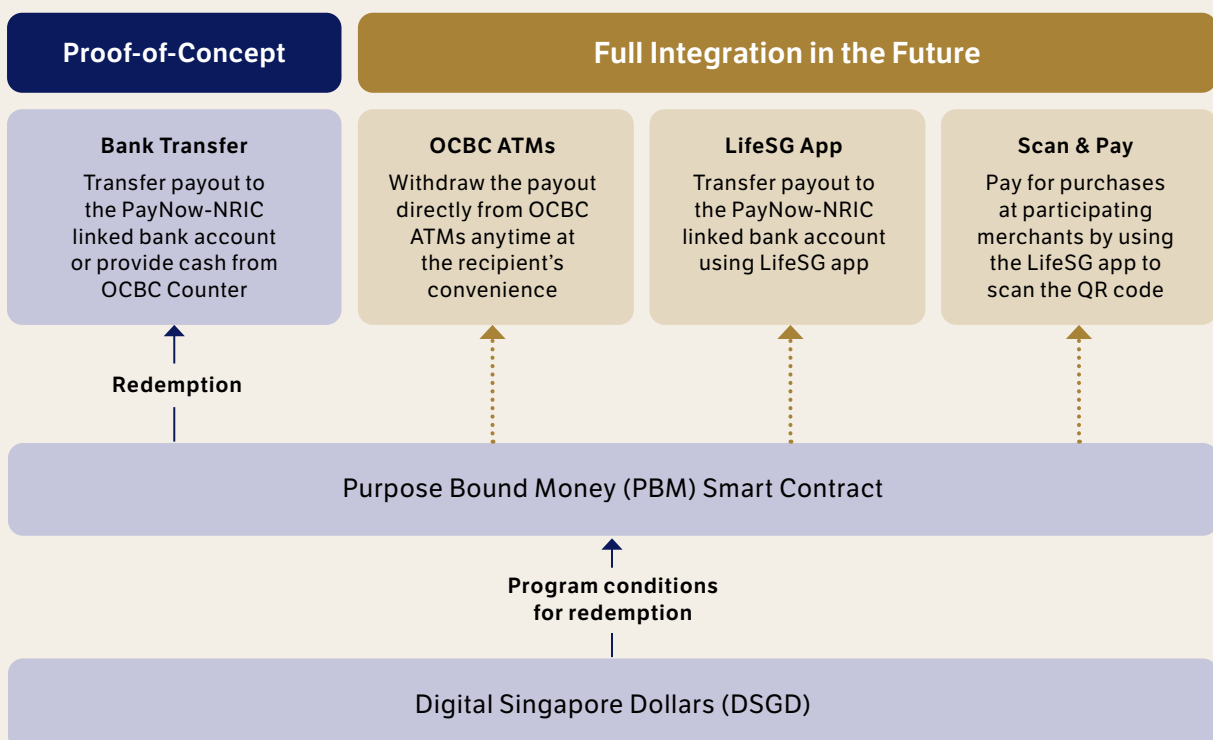 Proof-of-Concept
Full Integration in the Future
Bank Transfer
Transfer payout to
the PayNow-NRIC
linked bank account
or provide cash from
OCBC Counter
OCBC ATMs
Withdraw the payout
directly from OCBC
ATMs anytime at
the recipient’s
convenience
LifeSG App
Transfer payout to
the PayNow-NRIC
linked bank account
using LifeSG app
Scan & Pay
Pay for purchases
at participating
merchants by using
the LifeSG app to
scan the QR code
Redemption
Purpose Bound Money (PBM) Smart Contract
Program conditions
for redemption
Digital Singapore Dollars (DSGD)